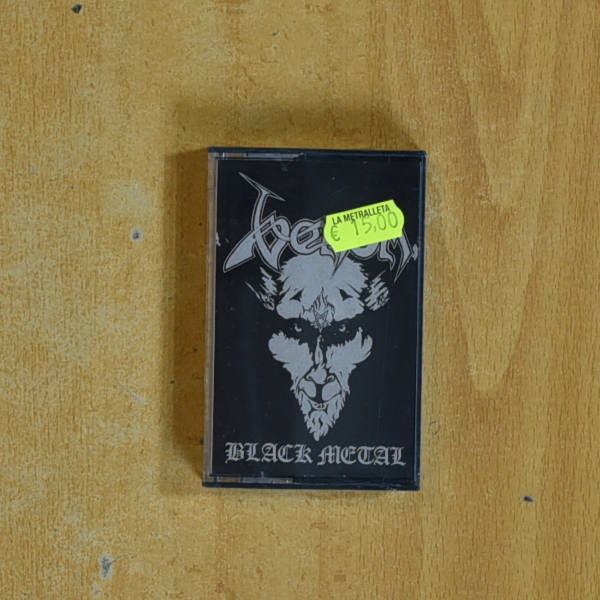 Venom
LA METRALLETA
€ 15,00
BLACK METAL